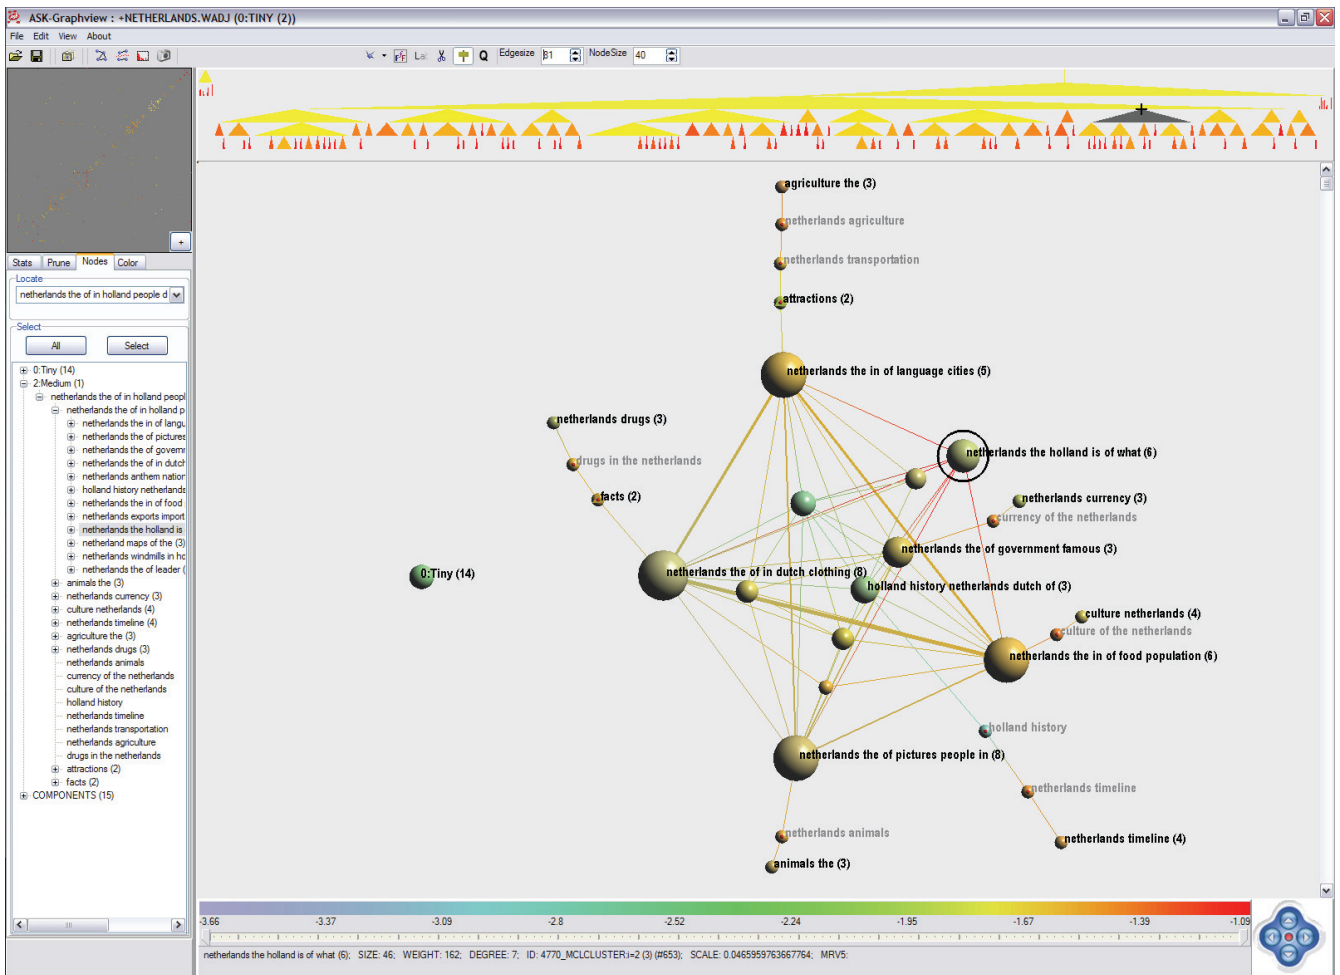 ASK-Graphview : +NETHERLANDS.WADJ (0:TINY (2))
File Edit View About
Edgesize 81 NodeSize 40
Stats Prune Nodes Color
Locate
netherlands the of in holland people d
Select
All Select
0:Tiny (14)
2:Medium (1)
netherlands the of in holland peopl
netherlands the of in holland p
netherlands the in of langu
netherlands the of pictures
netherlands the of governm
netherlands the of in dutch
netherlands anthem nation
holland history netherlands
netherlands the in of food
netherlands exports import
netherlands the holland is
netherland maps of the (3)
netherlands windmills in ho
netherlands the of leader (
animals the (3)
netherlands currency (3)
culture netherlands (4)
netherlands timeline (4)
agriculture the (3)
netherlands drugs (3)
netherlands animals
currency of the netherlands
culture of the netherlands
holland history
netherlands timeline
netherlands transportation
netherlands agriculture
drugs in the netherlands
attractions (2)
facts (2)
COMPONENTS (15)
agriculture the (3)
netherlands agriculture
netherlands transportation
attractions (2)
netherlands the in of language cities (5)
netherlands drugs (3)
drugs in the netherlands
facts (2)
netherlands the holland is of what (6)
netherlands currency (3)
currency of the netherlands
netherlands the of government famous (3)
0:Tiny (14)
netherlands the of in dutch clothing (8)
holland history netherlands dutch of (3)
culture netherlands (4)
culture of the netherlands
netherlands the in of food population (6)
holland history
netherlands the of pictures people in (8)
netherlands timeline
netherlands animals
netherlands timeline (4)
animals the (3)
-3.66 -3.37 -3.09 -2.8 -2.52 -2.24 -1.95 -1.67 -1.39 -1.09
netherlands the holland is of what (6); SIZE: 46; WEIGHT: 162; DEGREE: 7; ID: 4770_MCLCLUSTER:i=2 (3) (#653); SCALE: 0.0465959763667764; MRV5: